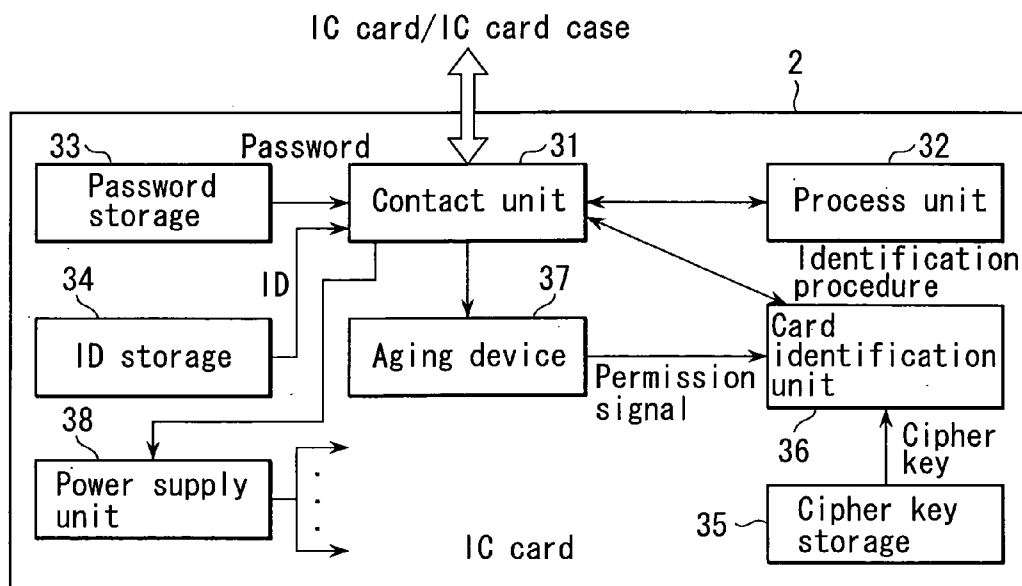 IC card/IC card case
2
33
Password
31
32
Password
storage
Contact unit
Process unit
Identification
procedure
34
ID
37
ID storage
Aging device
Card
identification
unit
Permission
signal
38
36
Cipher
key
Power supply
unit
35
Cipher key
storage
IC card